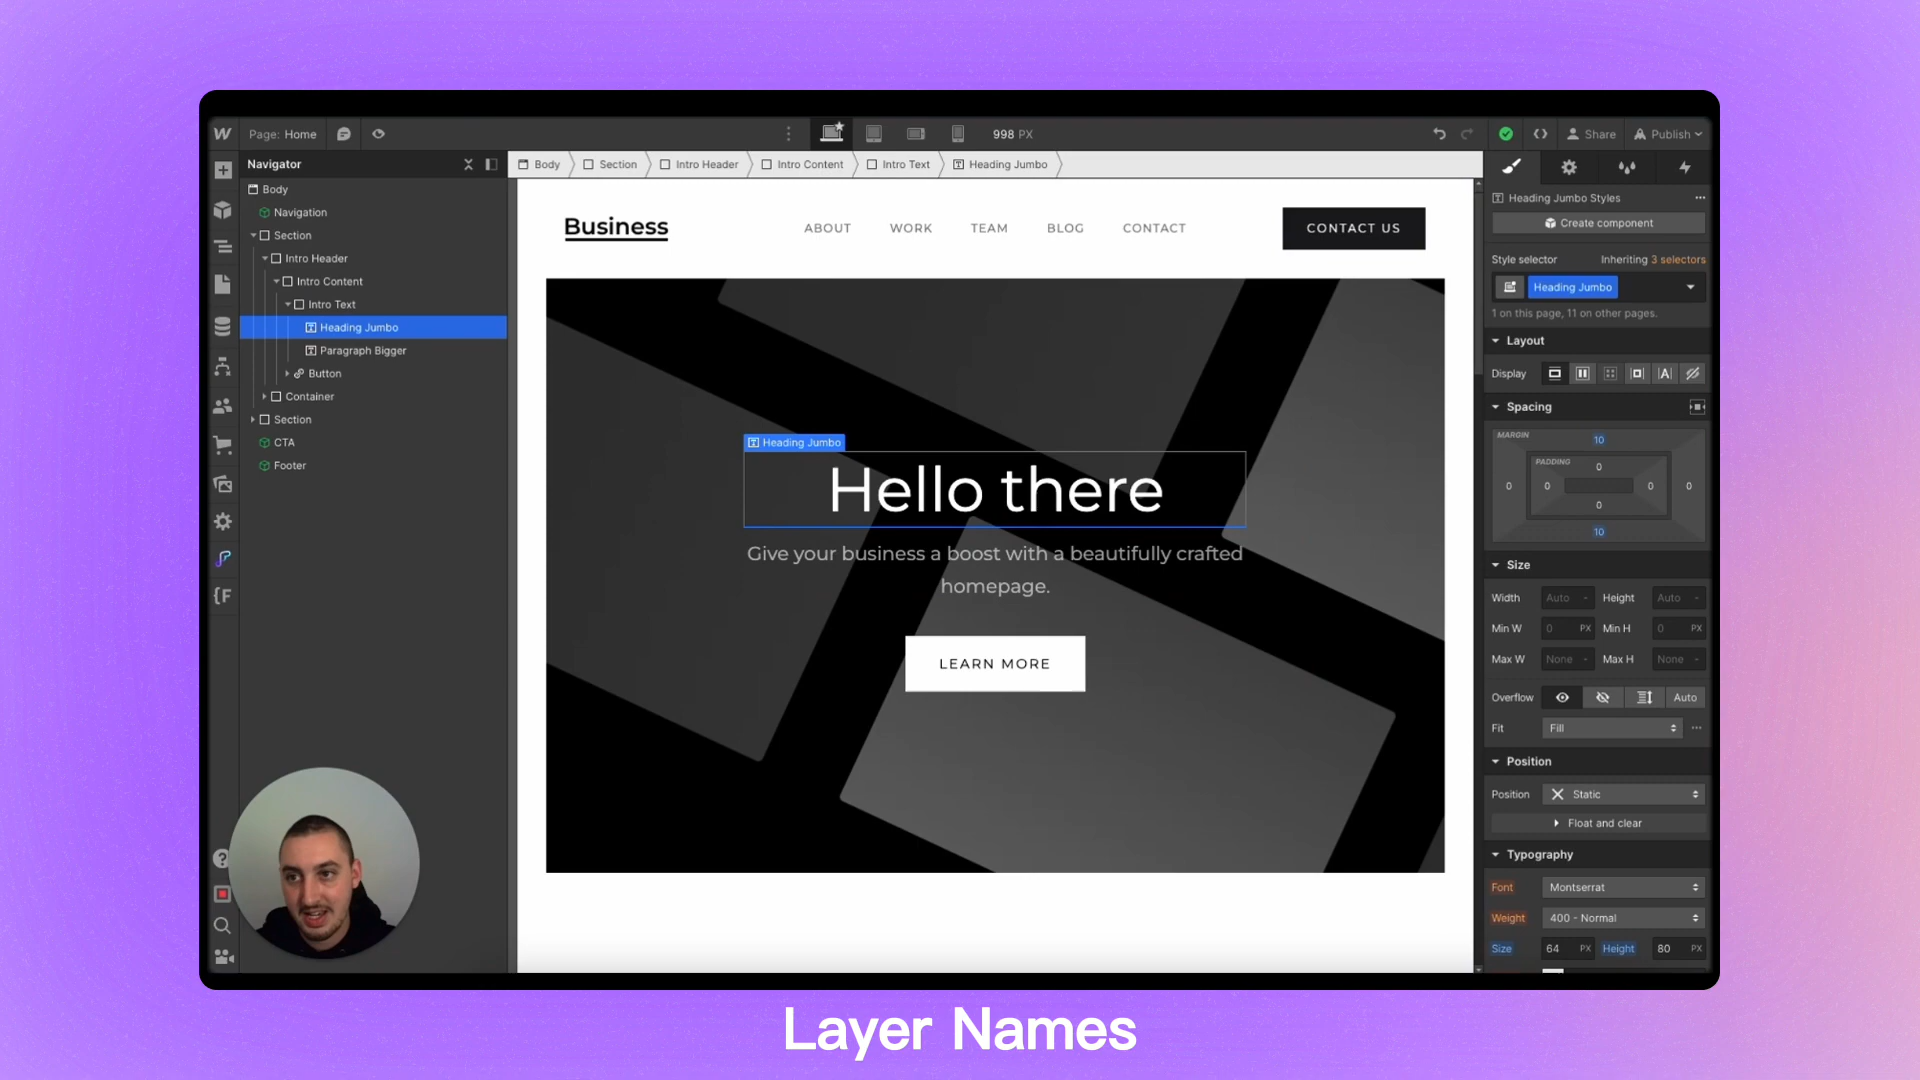 Page: Home
998 PX
Share
Publish
Navigator
Body
Section
Intro Header
Intro Content
Intro Text
Heading Jumbo
Body
Navigation
Section
Intro Header
Intro Content
Intro Text
Heading Jumbo
Paragraph Bigger
Button
Container
Section
CTA
Footer
Business
ABOUT
WORK
TEAM
BLOG
CONTACT
CONTACT US
Heading Jumbo
Hello there
Give your business a boost with a beautifully crafted
homepage.
LEARN MORE
Heading Jumbo Styles
Create component
Style selector
Inheriting 3 selectors
Heading Jumbo
1 on this page, 11 on other pages.
Layout
Display
Spacing
MARGIN
10
PADDING
0
0
0
0
0
0
10
Size
Width
Auto
-
Height
Auto
-
Min W
0 PX
Min H
0 PX
Max W
None
-
Max H
None
-
Overflow
Auto
Fit
Fill
Position
Position
Static
Float and clear
Typography
Font
Montserrat
Weight
400 - Normal
Size
64 PX
Height
80 PX
Layer Names